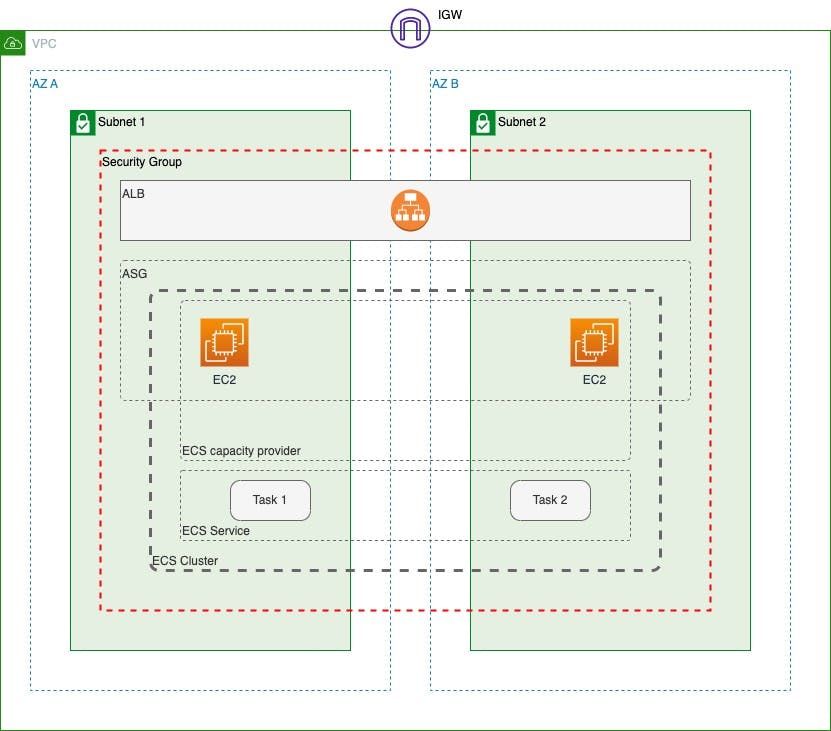 IGW
VPC
AZ A
AZ B
Subnet 1
Subnet 2
Security Group
ALB
ASG
EC2
EC2
ECS capacity provider
Task 1
Task 2
ECS Service
ECS Cluster